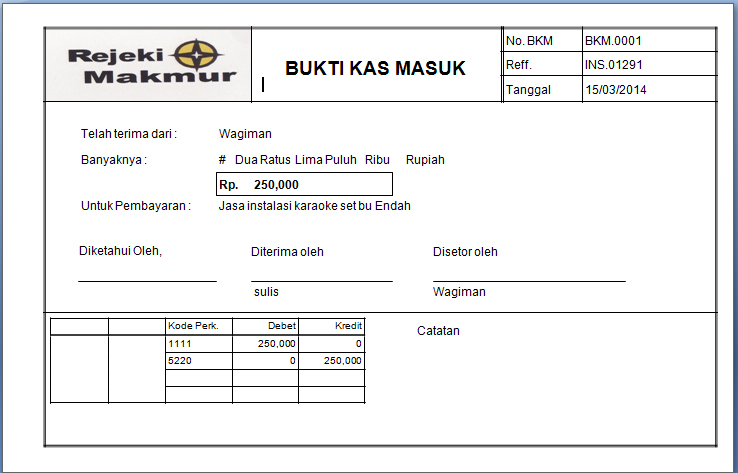 Rejeki
Makmur
BUKTI KAS MASUK
No. BKM BKM.0001
Reff. INS.01291
Tanggal 15/03/2014
Telah terima dari : Wagiman
Banyaknya : # Dua Ratus Lima Puluh Ribu Rupiah
Rp. 250,000
Untuk Pembayaran : Jasa instalasi karaoke set bu Endah
Diketahui Oleh, Diterima oleh Disetor oleh
sulis Wagiman
Kode Perk. Debet Kredit
1111 250,000 0
5220 0 250,000
Catatan